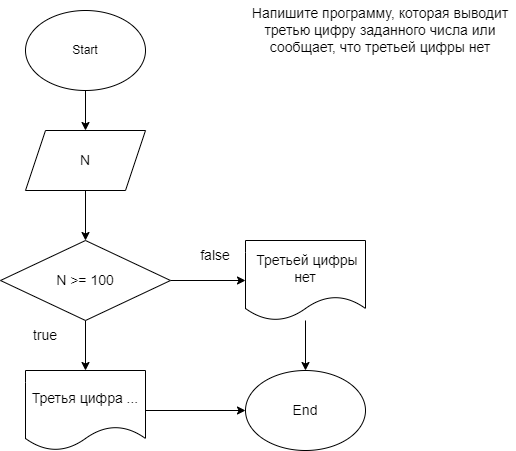 Напишите программу, которая выводит
третью цифру заданного числа или
сообщает, что третьей цифры нет
Start
N
N >= 100
false
Третьей цифры
нет
true
Третья цифра ...
End